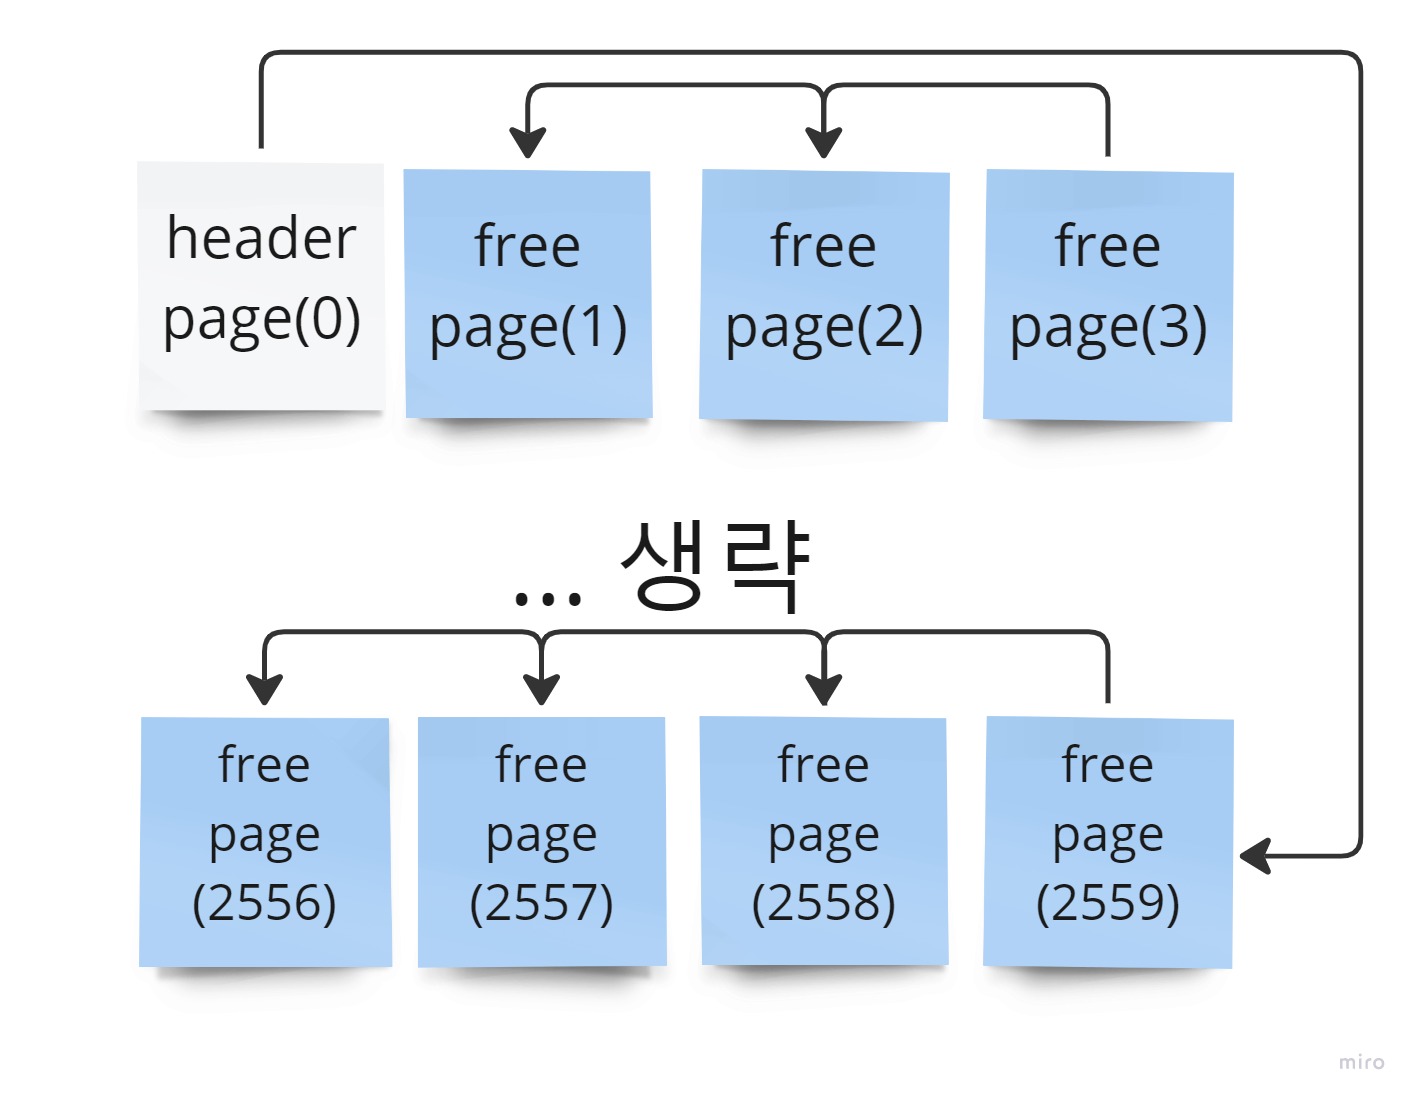 header
page(0)
free
page(1)
free
page(2)
free
page(3)
... 생략
free
page
(2556)
free
page
(2557)
free
page
(2558)
free
page
(2559)
miro